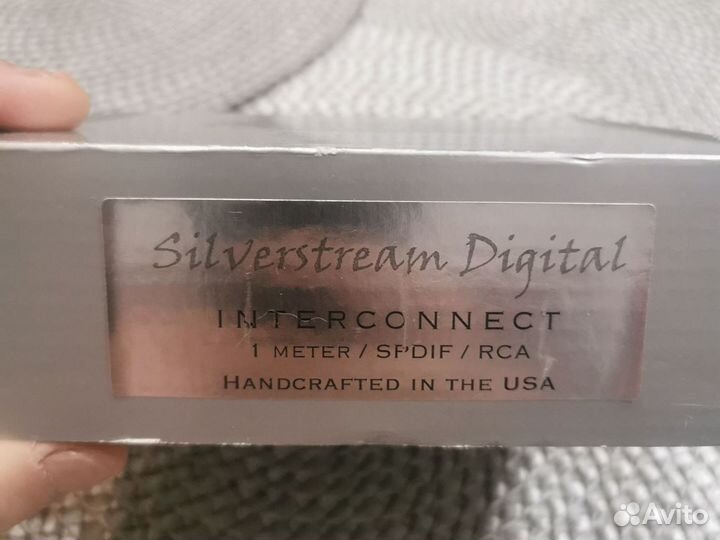 Silverstream Digital
INTERCONNECT
1 METER / SPDIF / RCA
HANDCRAFTED IN THE USA
Avito